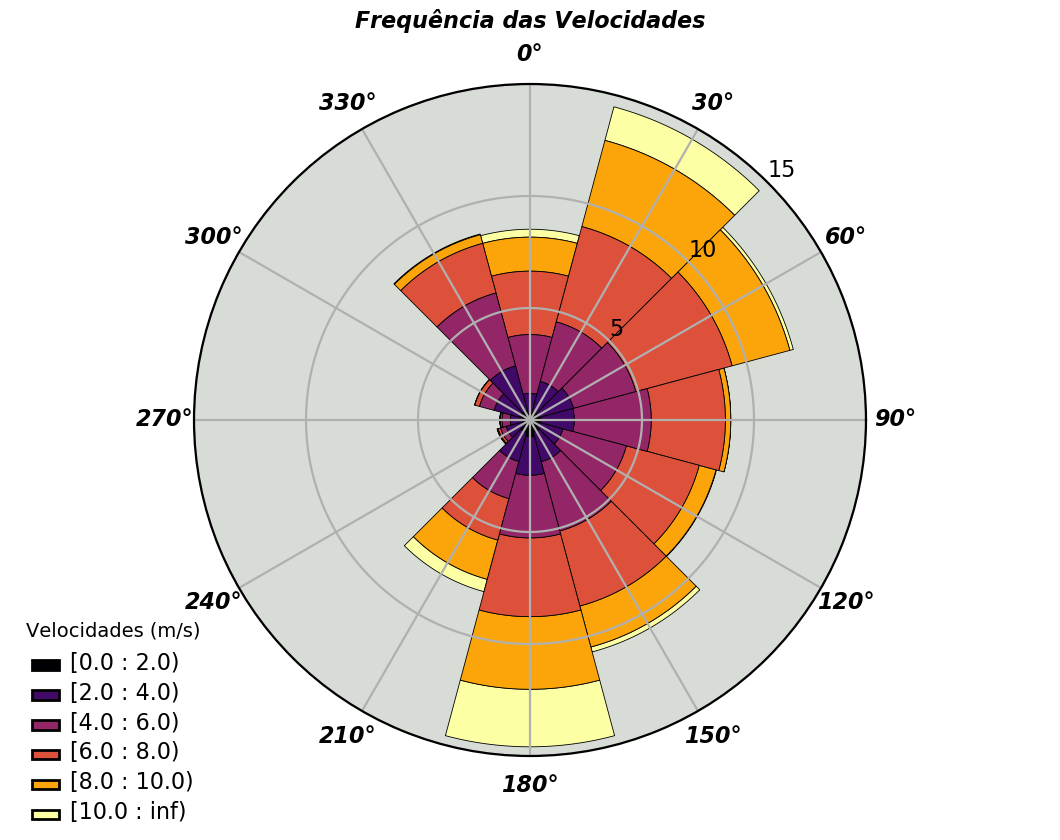 Frequência das Velocidades
0°
330°
30°
15
300°
60°
10
5
270°
90°
240°
120°
Velocidades (m/s)
[0.0 : 2.0)
[2.0 : 4.0)
[4.0 : 6.0)
[6.0 : 8.0)
[8.0 : 10.0)
[10.0 : inf)
210°
150°
180°